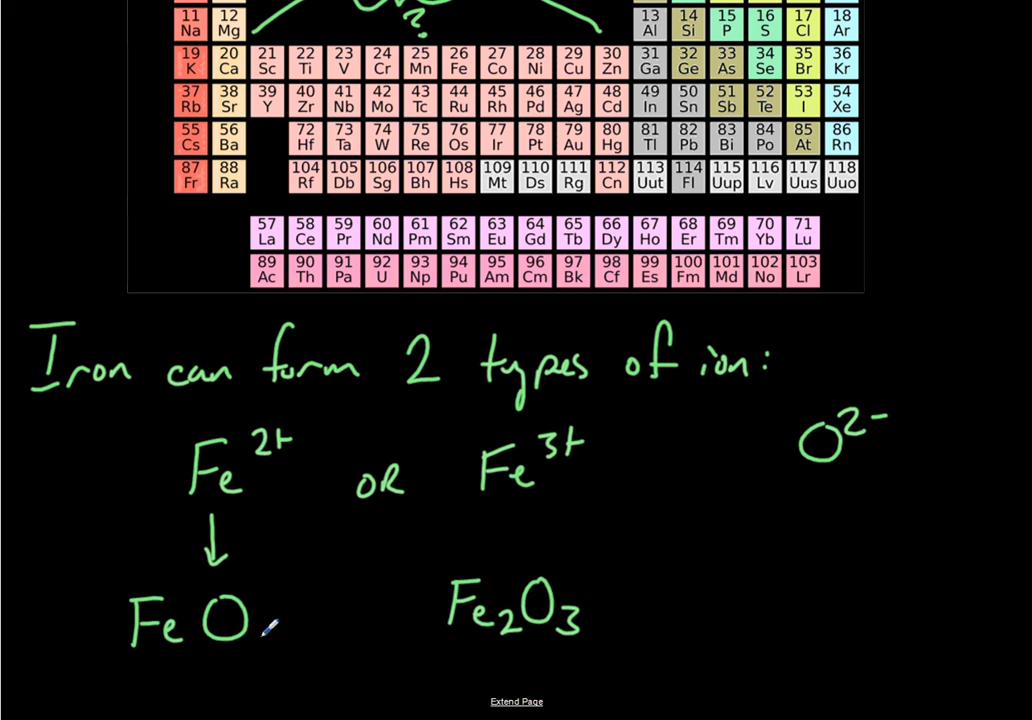 ?
11 12 13 14 15 16 17 18
Na Mg Al Si P S Cl Ar
19 20 21 22 23 24 25 26 27 28 29 30 31 32 33 34 35 36
K Ca Sc Ti V Cr Mn Fe Co Ni Cu Zn Ga Ge As Se Br Kr
37 38 39 40 41 42 43 44 45 46 47 48 49 50 51 52 53 54
Rb Sr Y Zr Nb Mo Tc Ru Rh Pd Ag Cd In Sn Sb Te I Xe
55 56 72 73 74 75 76 77 78 79 80 81 82 83 84 85 86
Cs Ba Hf Ta W Re Os Ir Pt Au Hg Tl Pb Bi Po At Rn
87 88 104 105 106 107 108 109 110 111 112 113 114 115 116 117 118
Fr Ra Rf Db Sg Bh Hs Mt Ds Rg Cn Uut Fl Uup Lv Uus Uuo
57 58 59 60 61 62 63 64 65 66 67 68 69 70 71
La Ce Pr Nd Pm Sm Eu Gd Tb Dy Ho Er Tm Yb Lu
89 90 91 92 93 94 95 96 97 98 99 100 101 102 103
Ac Th Pa U Np Pu Am Cm Bk Cf Es Fm Md No Lr
Iron can form 2 types of ion:
Fe²⁺ OR Fe³⁺ O²⁻
↓
FeO Fe₂O₃
Extend Page